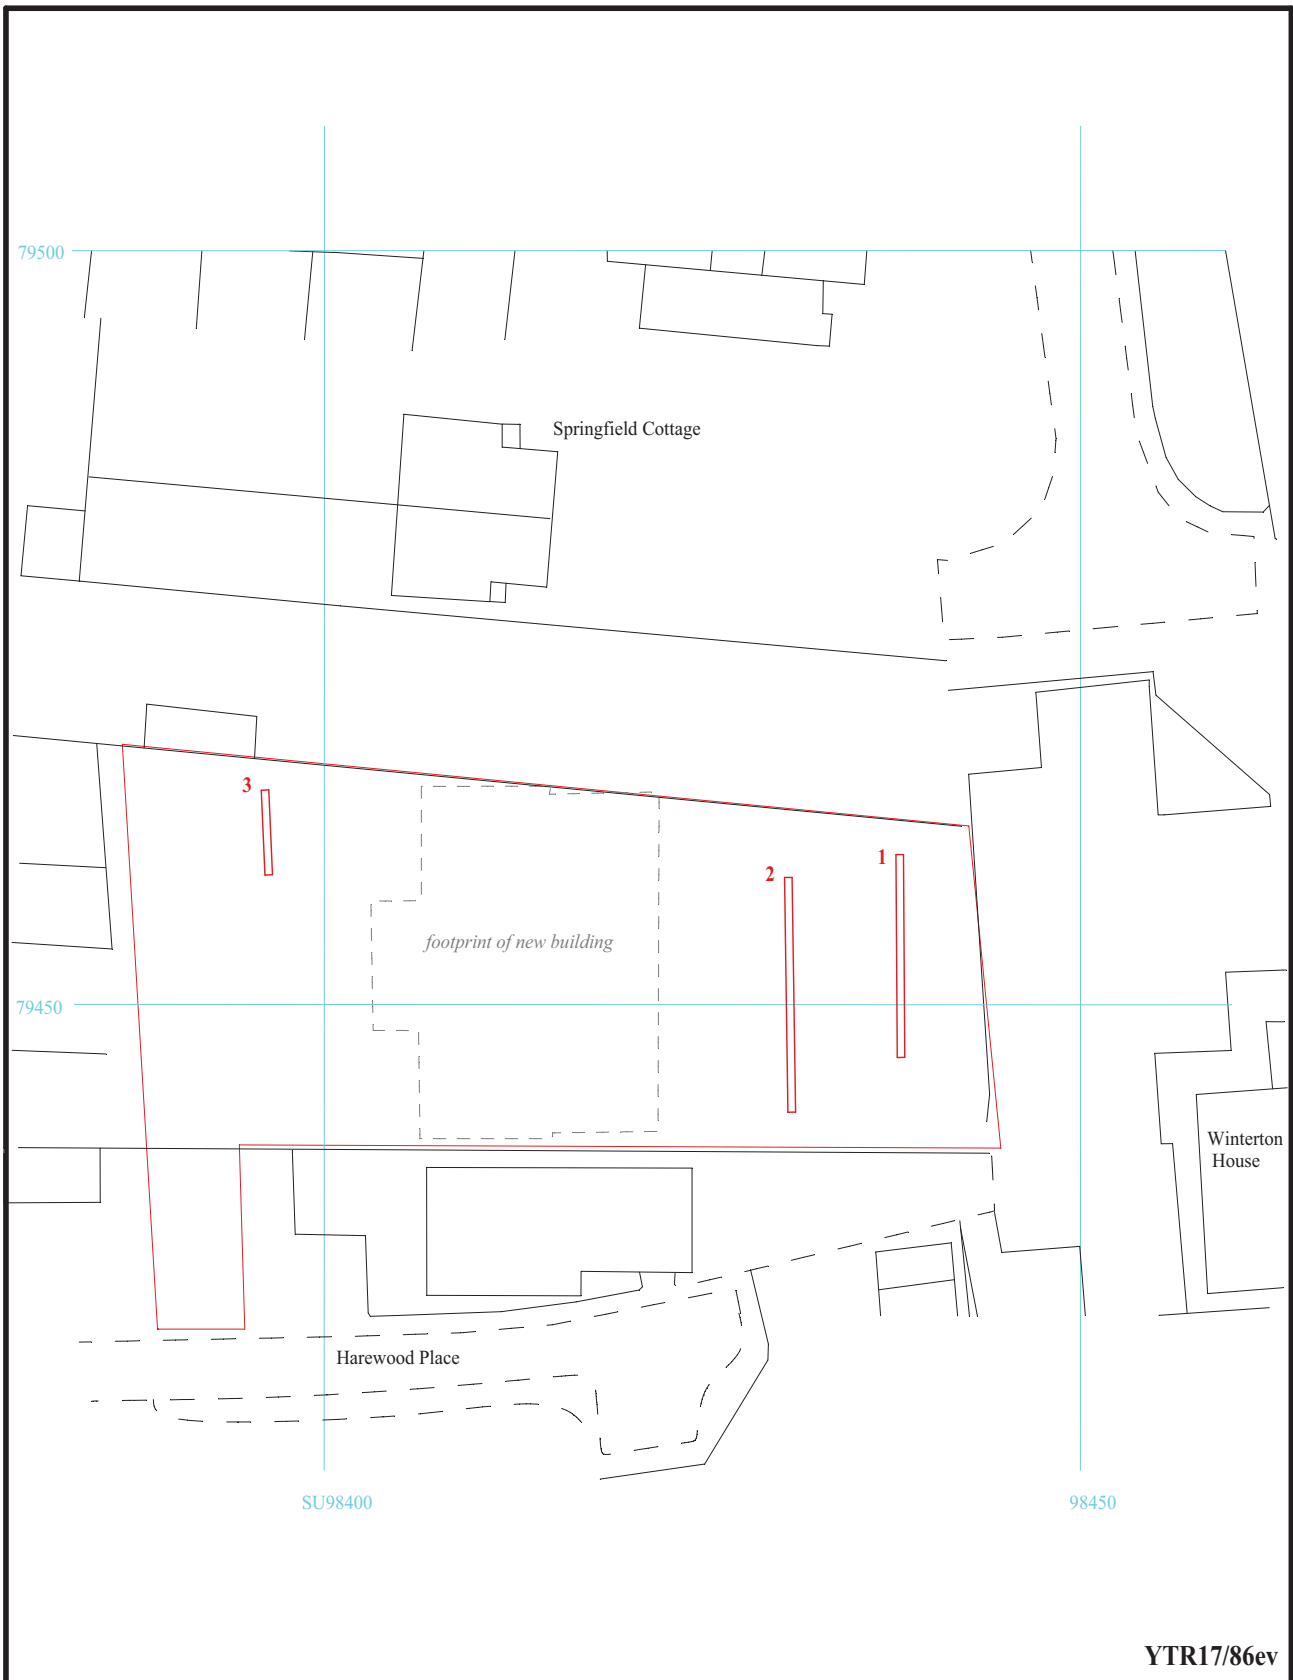 79500
Springfield Cottage
3
1
2
footprint of new building
79450
Winterton
House
Harewood Place
SU98400
98450
YTR17/86ev